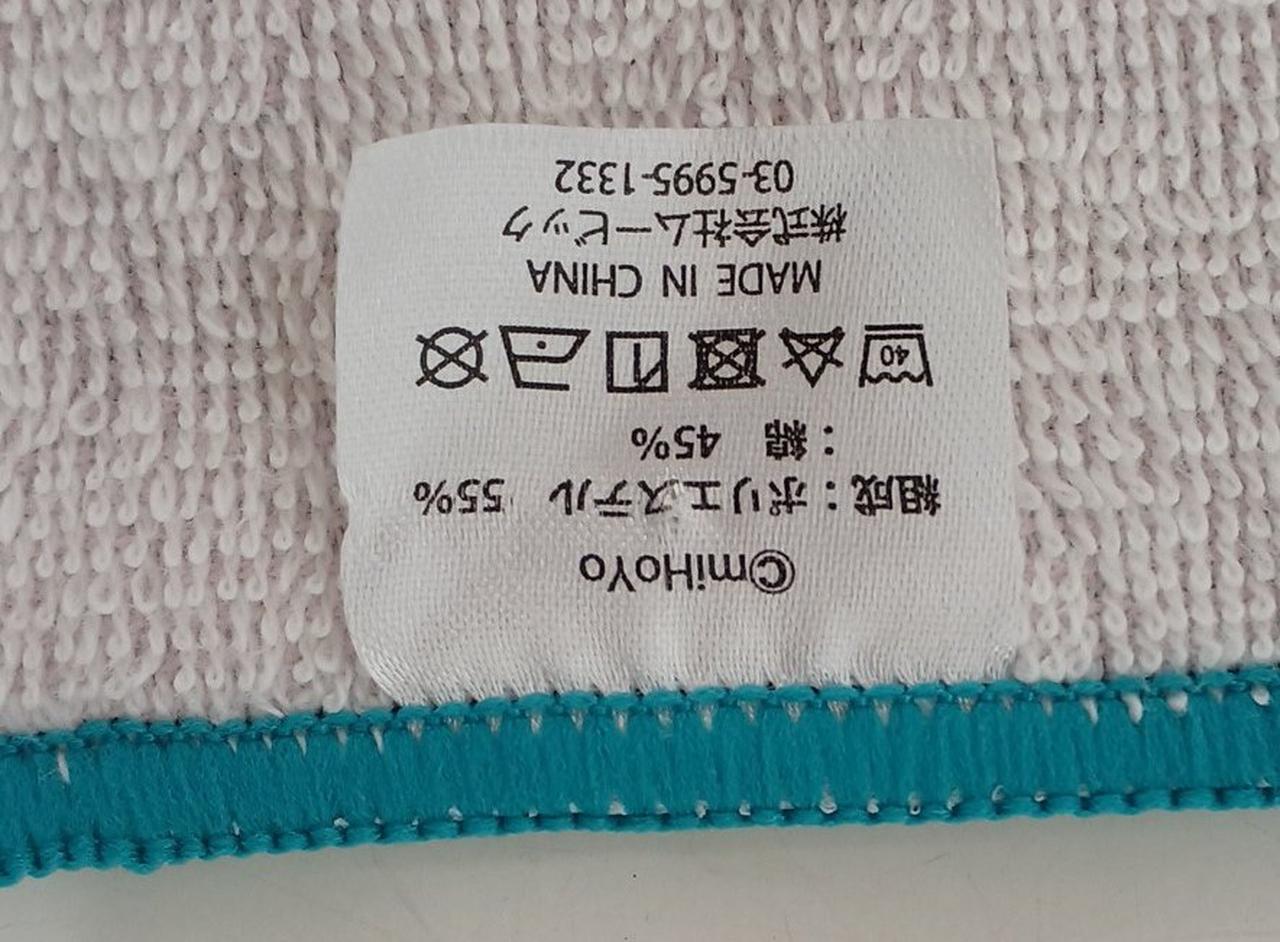 ©miHoYo
組成：ポリエステル 55%
：綿 45%
40
MADE IN CHINA
株式会社ムービック
03-5995-1332